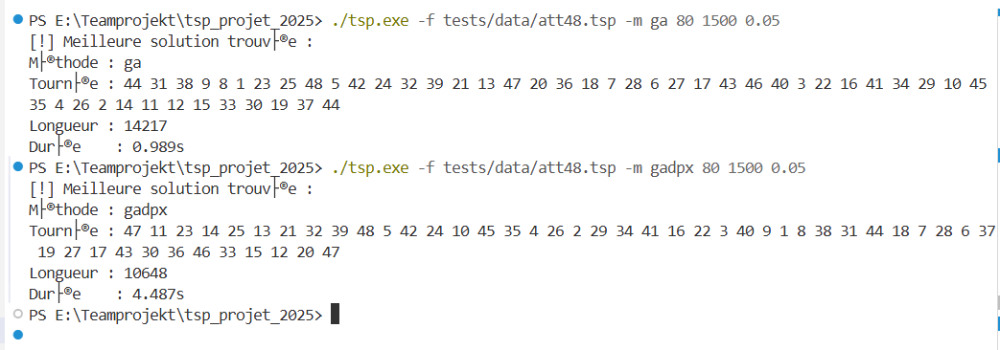 PS E:\Teamprojekt\tsp_projet_2025> ./tsp.exe -f tests/data/att48.tsp -m ga 80 1500 0.05
[!] Meilleure solution trouv├®e :
M├®thode : ga
Tourn├®e : 44 31 38 9 8 1 23 25 48 5 42 24 32 39 21 13 47 20 36 18 7 28 6 27 17 43 46 40 3 22 16 41 34 29 10 45
35 4 26 2 14 11 12 15 33 30 19 37 44
Longueur : 14217
Dur├®e    : 0.989s
PS E:\Teamprojekt\tsp_projet_2025> ./tsp.exe -f tests/data/att48.tsp -m gadpx 80 1500 0.05
[!] Meilleure solution trouv├®e :
M├®thode : gadpx
Tourn├®e : 47 11 23 14 25 13 21 32 39 48 5 42 24 10 45 35 4 26 2 29 34 41 16 22 3 40 9 1 8 38 31 44 18 7 28 6 37
19 27 17 43 30 36 46 33 15 12 20 47
Longueur : 10648
Dur├®e    : 4.487s
PS E:\Teamprojekt\tsp_projet_2025>